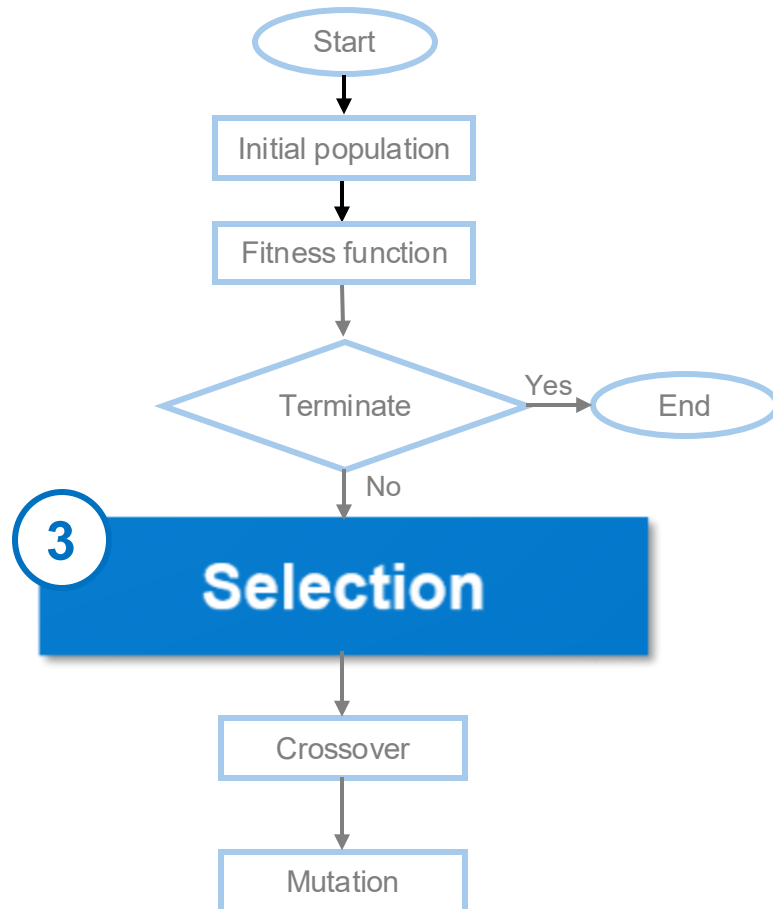 Start
Initial population
Fitness function
Terminate
Yes
End
No
3
Selection
Crossover
Mutation